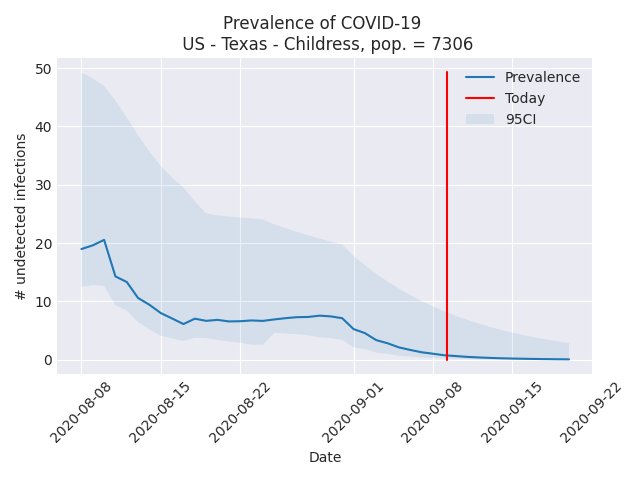 Prevalence of COVID-19
US - Texas - Childress, pop. = 7306
# undetected infections
50
40
30
20
10
0
Prevalence
Today
95CI
2020-08-08
2020-08-15
2020-08-22
2020-09-01
2020-09-08
2020-09-15
2020-09-22
Date